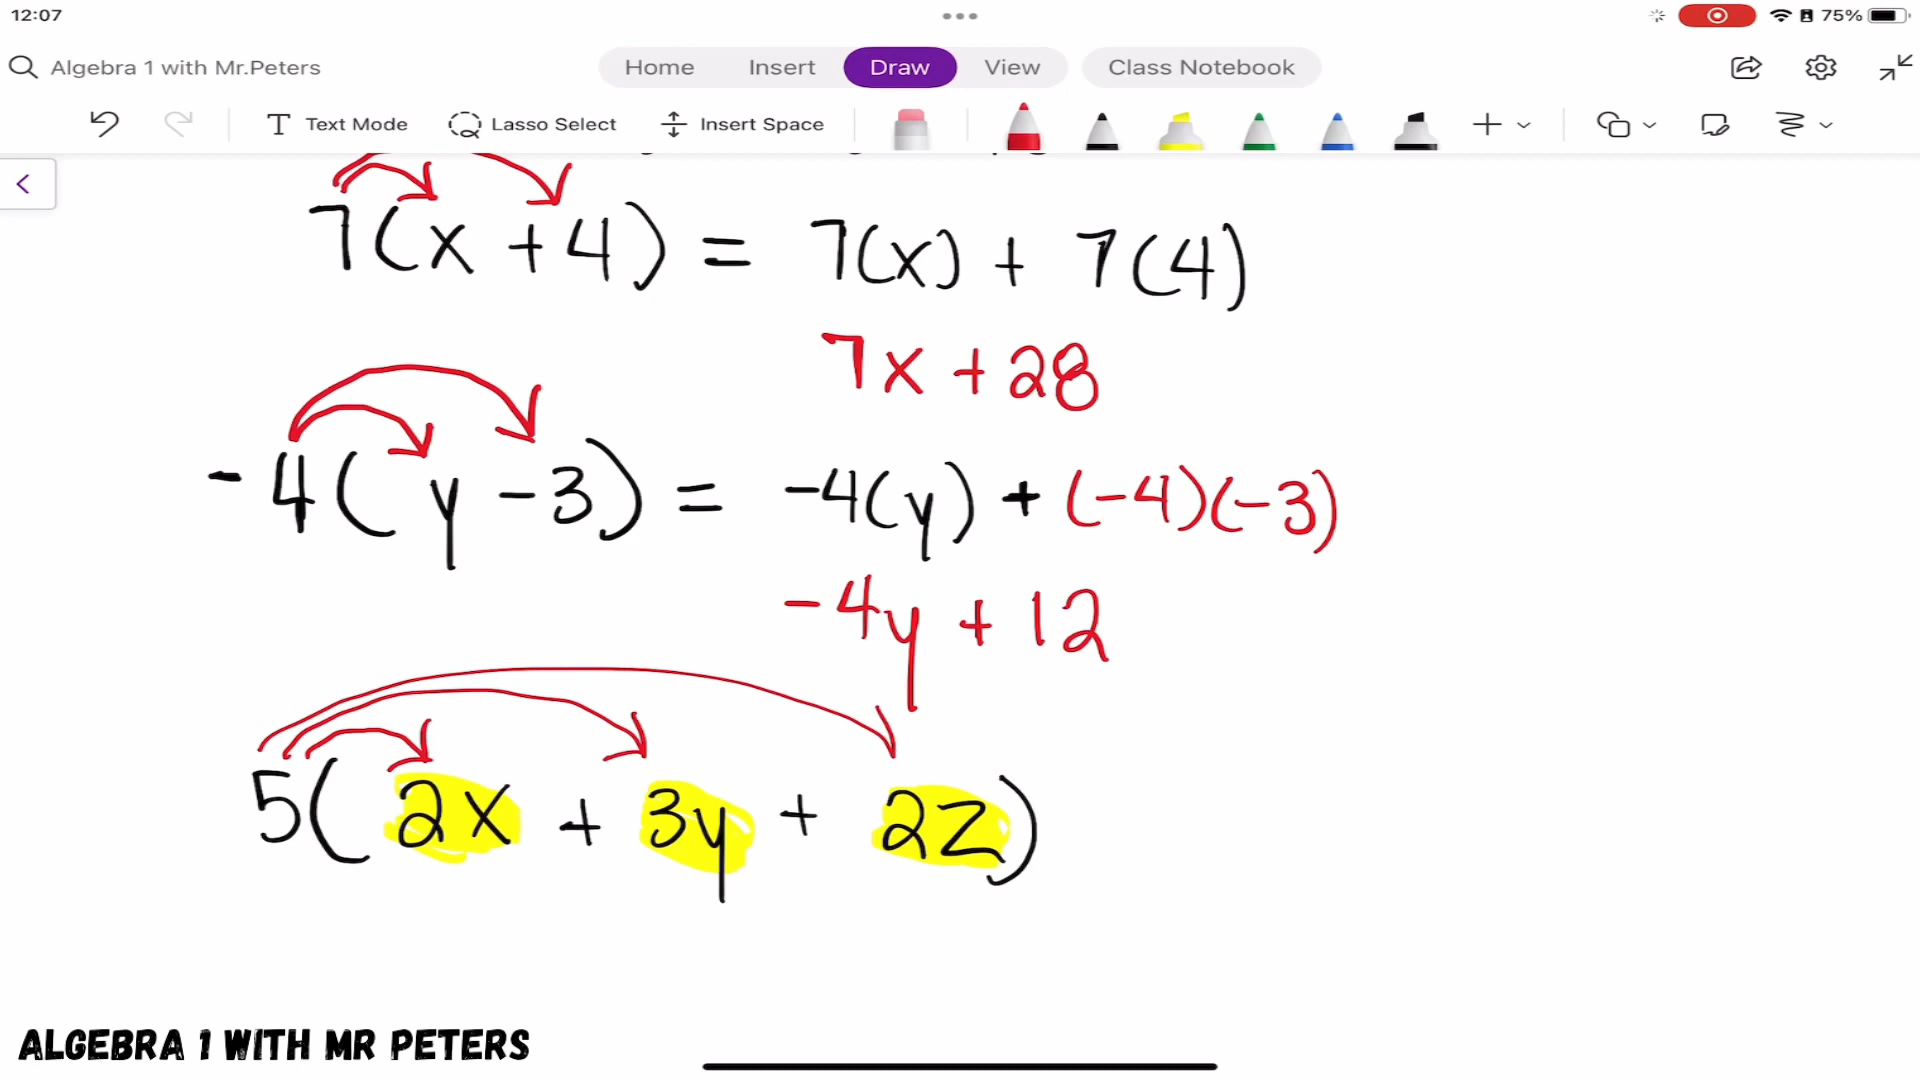 12:07
75%
Algebra 1 with Mr.Peters
Home Insert Draw View Class Notebook
Text Mode Lasso Select Insert Space
7(x+4) = 7(x) + 7(4)
7x + 28
-4(y-3) = -4(y) + (-4)(-3)
-4y + 12
5(2x + 3y + 2z)
ALGEBRA 1 WITH MR PETERS